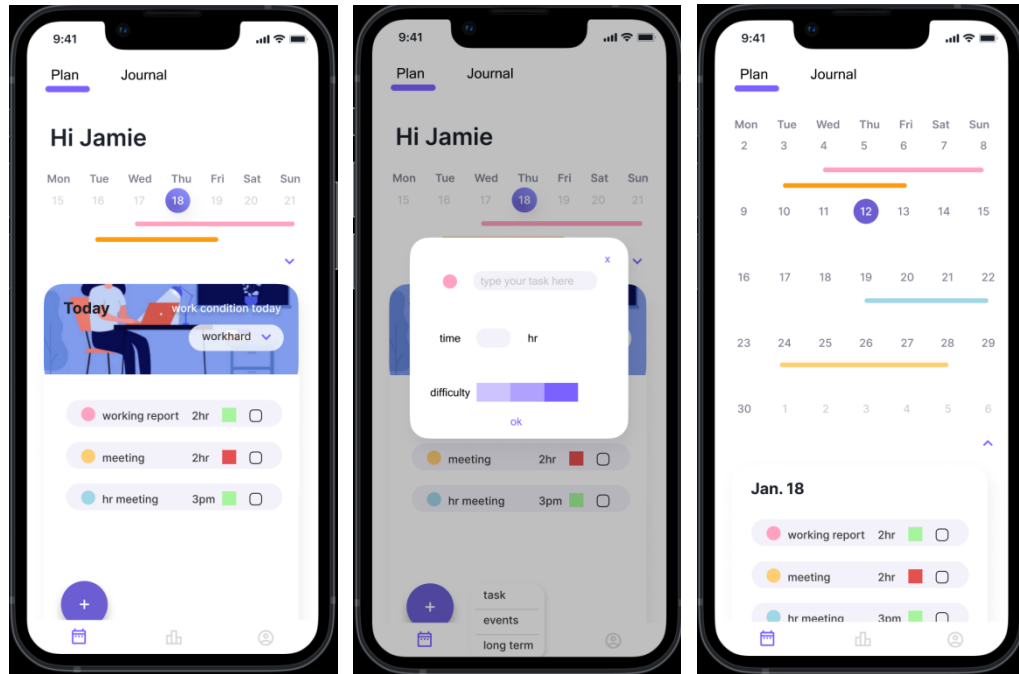 9:41
Plan Journal
Hi Jamie
Mon Tue Wed Thu Fri Sat Sun
15 16 17 18 19 20 21
Today
work condition today
workhard
working report 2hr
meeting 2hr
hr meeting 3pm
+
9:41
Plan Journal
Hi Jamie
Mon Tue Wed Thu Fri Sat Sun
15 16 17 18 19 20 21
x
type your task here
time hr
difficulty
ok
meeting 2hr
hr meeting 3pm
+
task
events
long term
9:41
Plan Journal
Mon Tue Wed Thu Fri Sat Sun
2 3 4 5 6 7 8
9 10 11 12 13 14 15
16 17 18 19 20 21 22
23 24 25 26 27 28 29
30 1 2 3 4 5 6
Jan. 18
working report 2hr
meeting 2hr
hr meeting 3pm